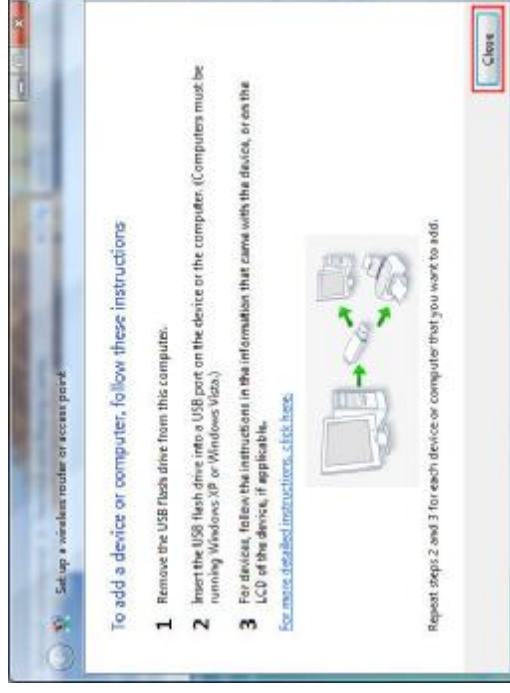 Set up a wireless router or access point
To add a device or computer, follow these instructions
1 Remove the USB flash drive from this computer.
2 Insert the USB flash drive into a USB port on the device or the computer. (Computers must be
running Windows XP or Windows Vista.)
3 For devices, follow the instructions in the information that came with the device, or on the
LCD of the device, if applicable.
For more detailed instructions, click here.
Repeat steps 2 and 3 for each device or computer that you want to add.
Close